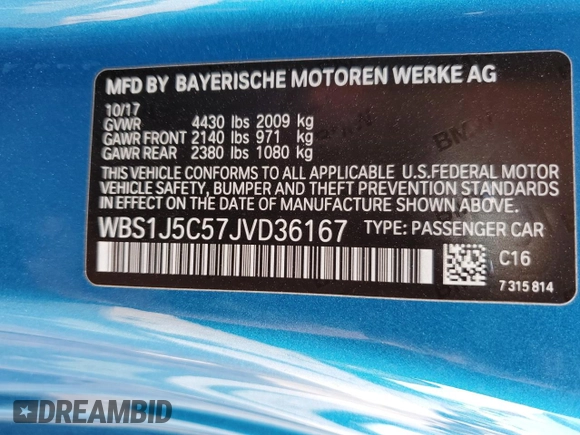 MFD BY BAYERISCHE MOTOREN WERKE AG
10/17
GVWR 4430 lbs 2009 kg
GAWR FRONT 2140 lbs 971 kg
GAWR REAR 2380 lbs 1080 kg
THIS VEHICLE CONFORMS TO ALL APPLICABLE U.S.FEDERAL MOTOR
VEHICLE SAFETY, BUMPER AND THEFT PREVENTION STANDARDS
IN EFFECT ON THE DATE OF MANUFACTURE SHOWN ABOVE.
WBS1J5C57JVD36167 TYPE: PASSENGER CAR
C16
7 315 814
DREAMBID